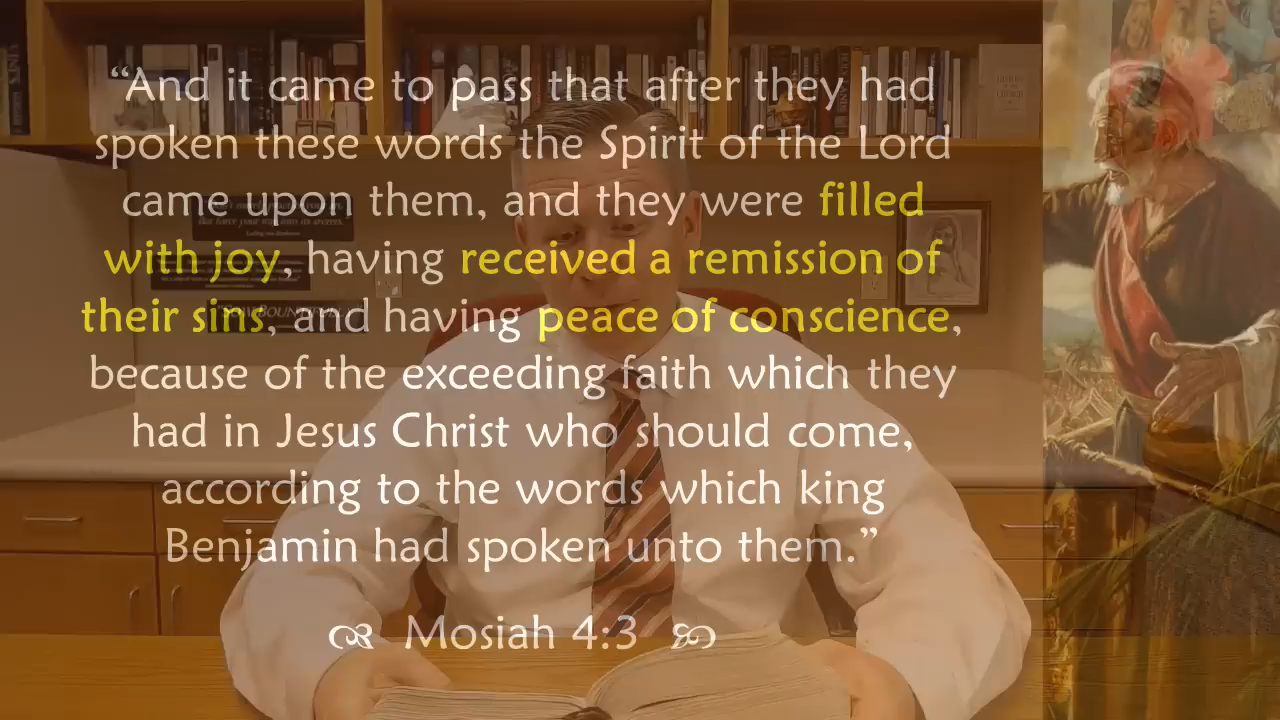 “And it came to pass that after they had
spoken these words the Spirit of the Lord
came upon them, and they were filled
with joy, having received a remission of
their sins, and having peace of conscience,
because of the exceeding faith which they
had in Jesus Christ who should come,
according to the words which king
Benjamin had spoken unto them.”
Mosiah 4:3